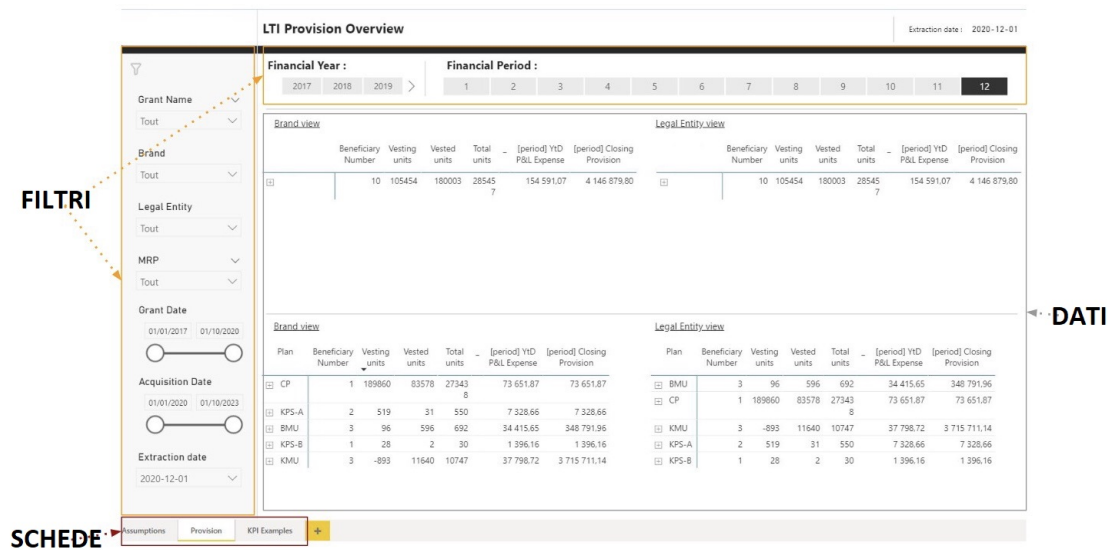 LTI Provision Overview
Extraction date : 2020-12-01
Financial Year :
2017 2018 2019
Financial Period :
1 2 3 4 5 6 7 8 9 10 11 12
FILTRI
Grant Name
Tout
Brand
Tout
Legal Entity
Tout
MRP
Tout
Grant Date
01/01/2017 01/10/2020
Acquisition Date
01/01/2020 01/10/2023
Extraction date
2020-12-01
Brand view
Beneficiary Vesting Vested Total _ [period] YtD [period] Closing
Number units units units P&L Expense Provision
10 105454 180003 28545 154 591,07 4 146 879,80
7
Legal Entity view
Beneficiary Vesting Vested Total _ [period] YtD [period] Closing
Number units units units P&L Expense Provision
10 105454 180003 28545 154 591,07 4 146 879,80
7
DATI
Brand view
Plan Beneficiary Vesting Vested Total _ [period] YtD [period] Closing
Number units units units P&L Expense Provision
CP 1 189860 83578 27343 73 651,87 73 651,87
8
KPS-A 2 519 31 550 7 328,66 7 328,66
BMU 3 96 596 692 34 415,65 348 791,96
KPS-B 1 28 2 30 1 396,16 1 396,16
KMU 3 -893 11640 10747 37 798,72 3 715 711,14
Legal Entity view
Plan Beneficiary Vesting Vested Total _ [period] YtD [period] Closing
Number units units units P&L Expense Provision
BMU 3 96 596 692 34 415,65 348 791,96
CP 1 189860 83578 27343 73 651,87 73 651,87
8
KMU 3 -893 11640 10747 37 798,72 3 715 711,14
KPS-A 2 519 31 550 7 328,66 7 328,66
KPS-B 1 28 2 30 1 396,16 1 396,16
SCHEDE
Assumptions Provision KPI Examples +